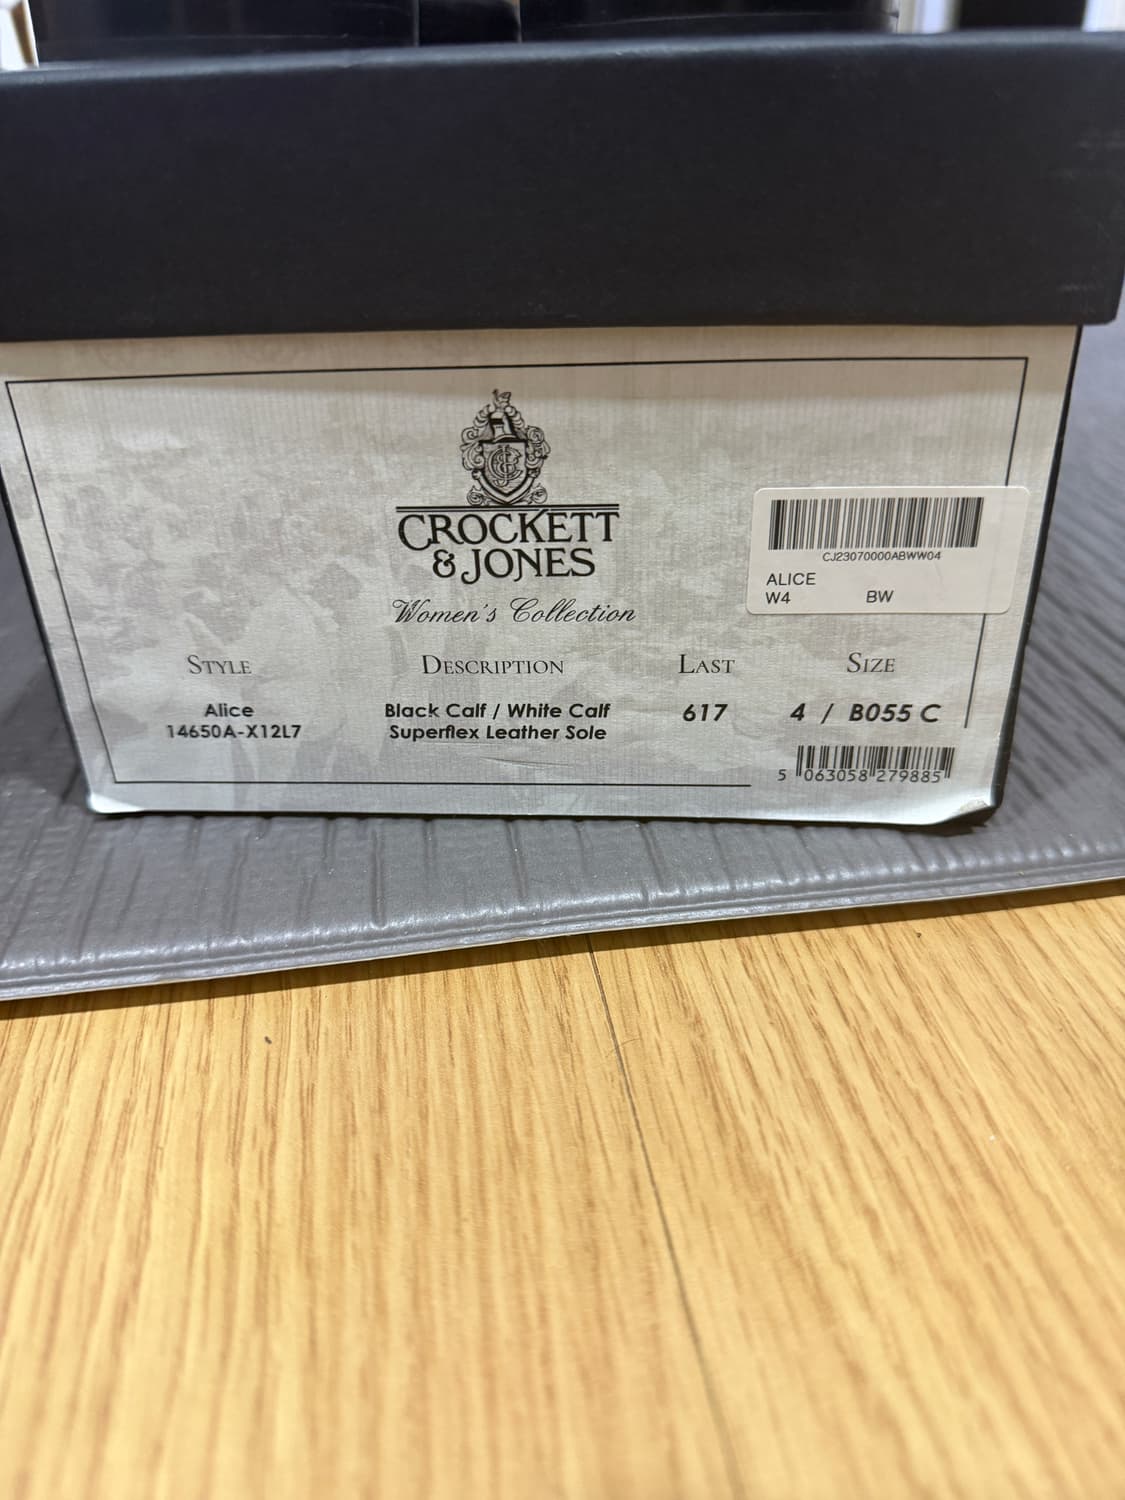 CROCKETT
& JONES
Women's Collection
CJ23070000ABWW04
ALICE
W4 BW
STYLE DESCRIPTION LAST SIZE
Alice Black Calf / White Calf 617 4 / B055 C
14650A-X12L7 Superflex Leather Sole
5 063058 279885